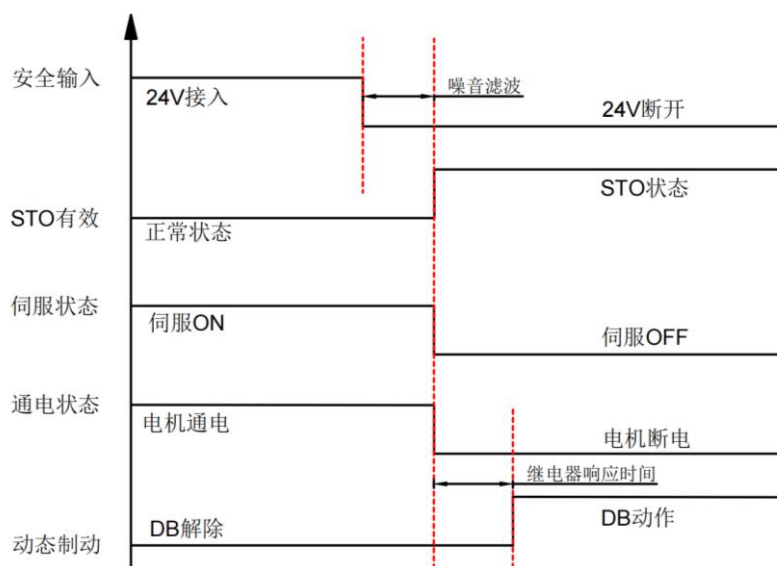 安全输入
24V接入
噪音滤波
24V断开
STO有效
正常状态
STO状态
伺服状态
伺服ON
伺服OFF
通电状态
电机通电
电机断电
继电器响应时间
动态制动
DB解除
DB动作